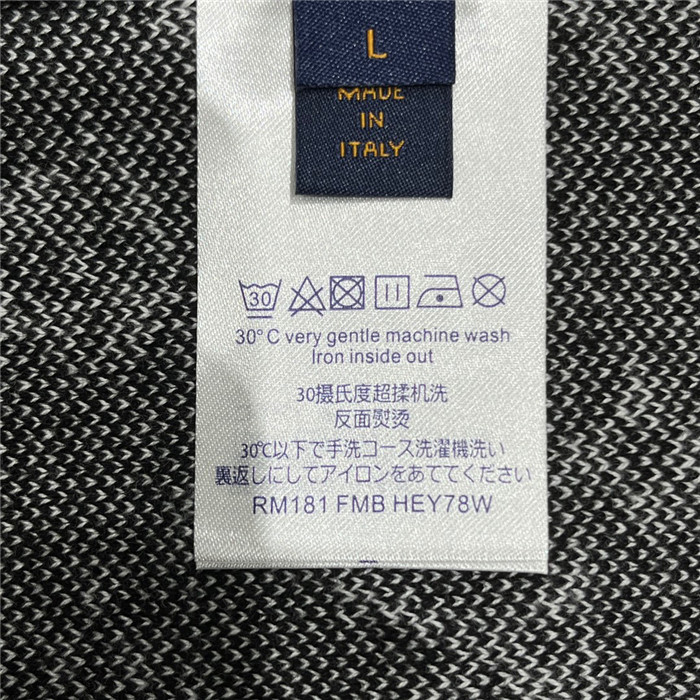 L
MADE
IN
ITALY
30
30°C very gentle machine wash
Iron inside out
30摄氏度超揉机洗
反面熨烫
30℃以下で手洗コース洗濯機洗い
裏返しにしてアイロンをあててください
RM181 FMB HEY78W